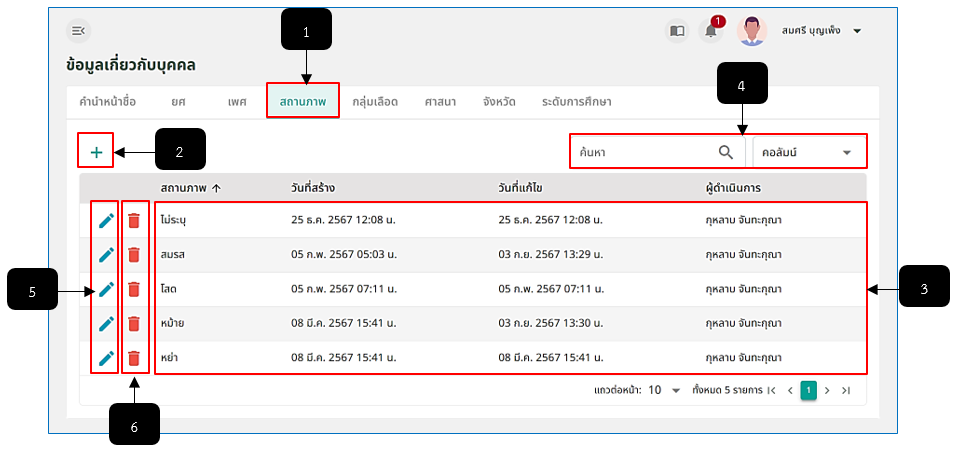 1
1
สมศรี บุญเพ็ง
ข้อมูลเกี่ยวกับบุคคล
4
คำนำหน้าชื่อ ยศ เพศ สถานภาพ กลุ่มเลือด ศาสนา จังหวัด ระดับการศึกษา
+ 2 ค้นหา คอลัมน์
สถานภาพ ↑ วันที่สร้าง วันที่แก้ไข ผู้ดำเนินการ
ไม่ระบุ 25 ธ.ค. 2567 12:08 น. 25 ธ.ค. 2567 12:08 น. กุหลาบ จันทะกุณา
สมรส 05 ก.พ. 2567 05:03 น. 03 ก.ย. 2567 13:29 น. กุหลาบ จันทะกุณา
5 โสด 05 ก.พ. 2567 07:11 น. 05 ก.พ. 2567 07:11 น. กุหลาบ จันทะกุณา 3
หม้าย 08 มี.ค. 2567 15:41 น. 03 ก.ย. 2567 13:30 น. กุหลาบ จันทะกุณา
หย่า 08 มี.ค. 2567 15:41 น. 08 มี.ค. 2567 15:41 น. กุหลาบ จันทะกุณา
แถวต่อหน้า: 10 ทั้งหมด 5 รายการ 1
6